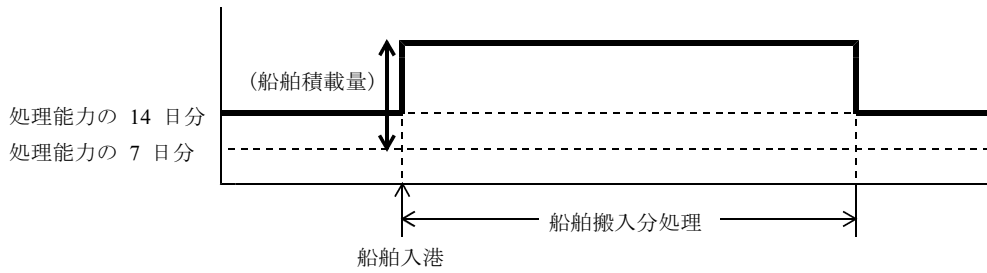 (船舶積載量)
処理能力の 14 日分
処理能力の 7 日分
船舶搬入分処理
船舶入港